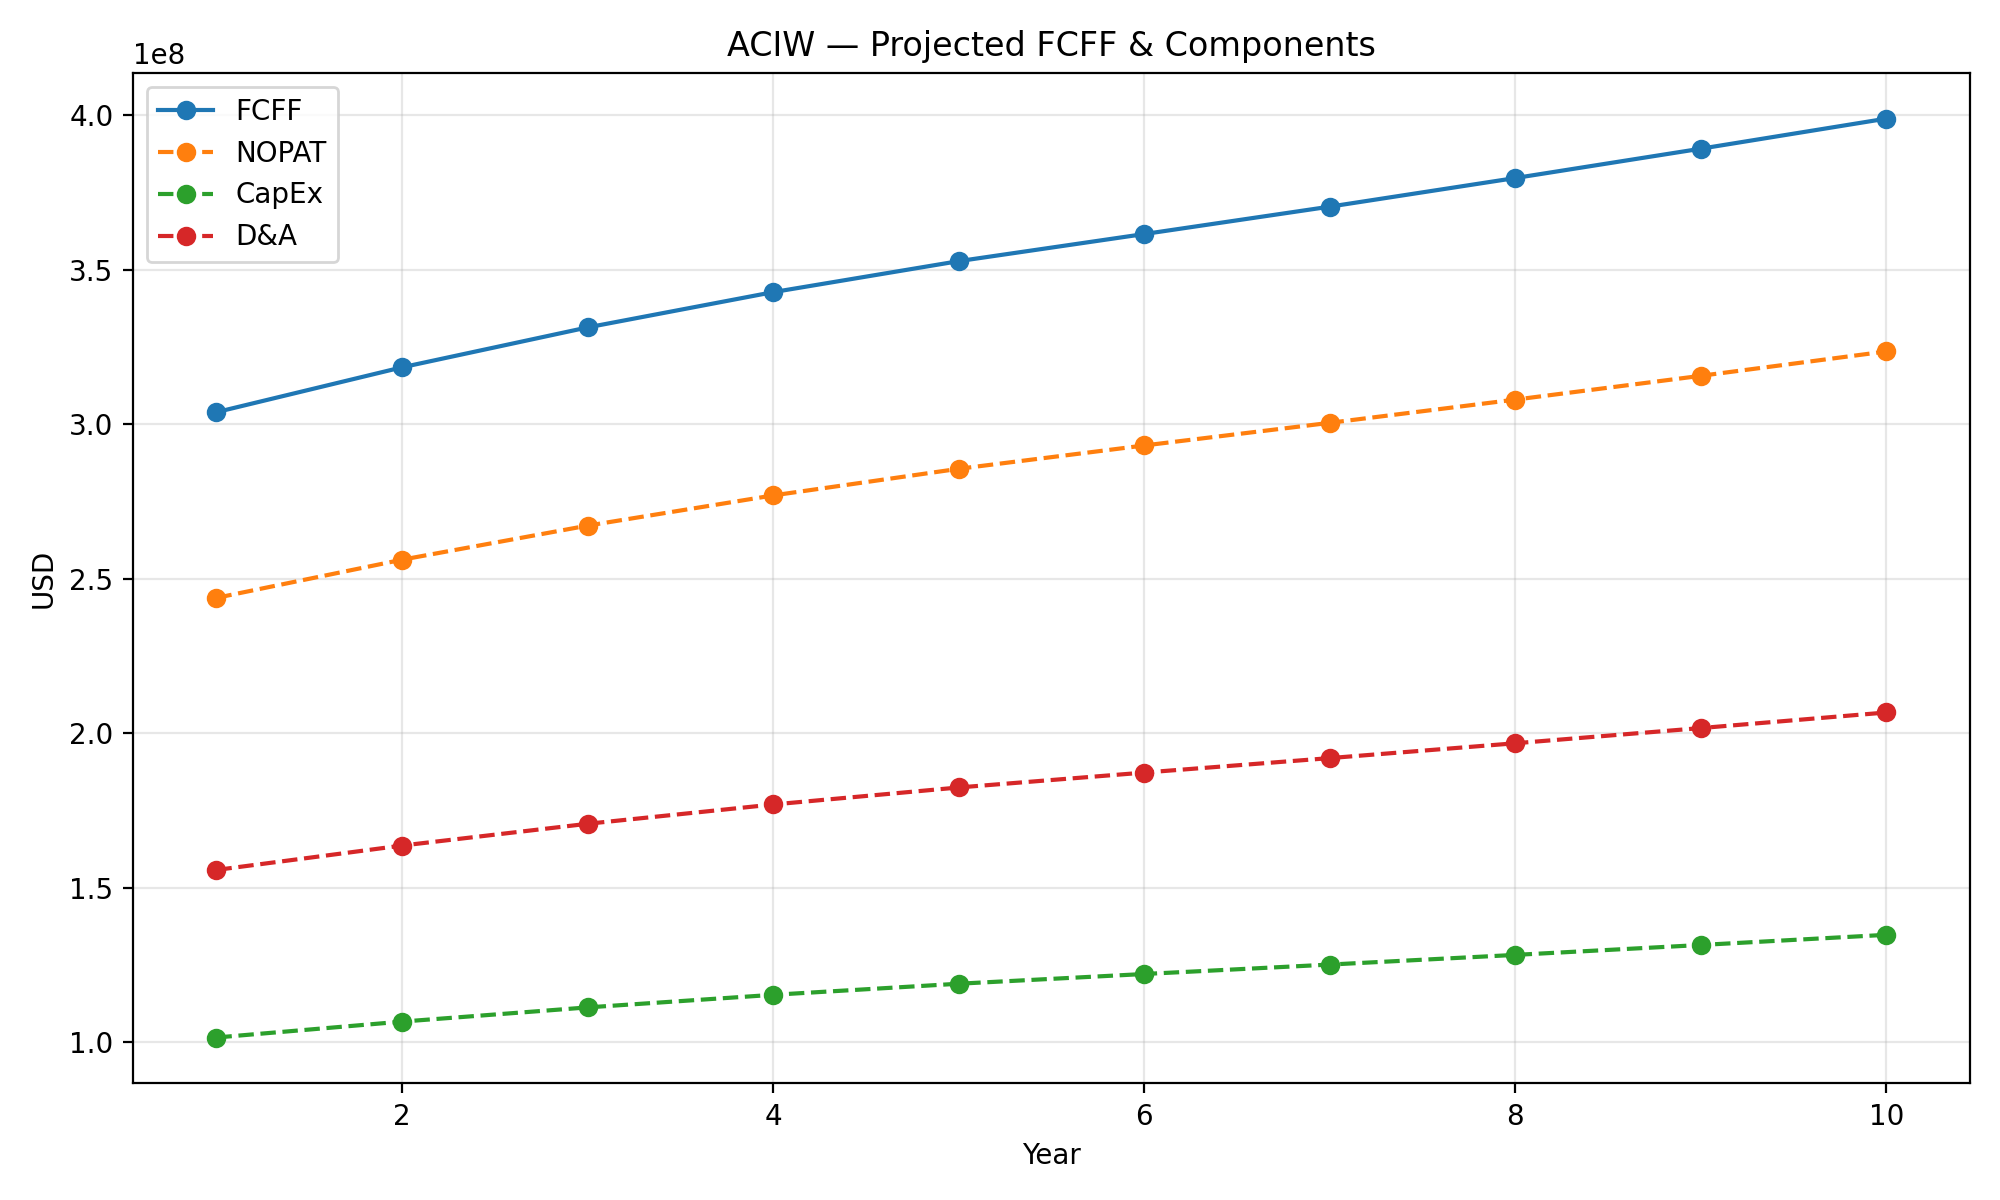 ACIW — Projected FCFF & Components
1e8
FCFF
NOPAT
CapEx
D&A
4.0
3.5
3.0
2.5
2.0
1.5
1.0
USD
2 4 6 8 10
Year